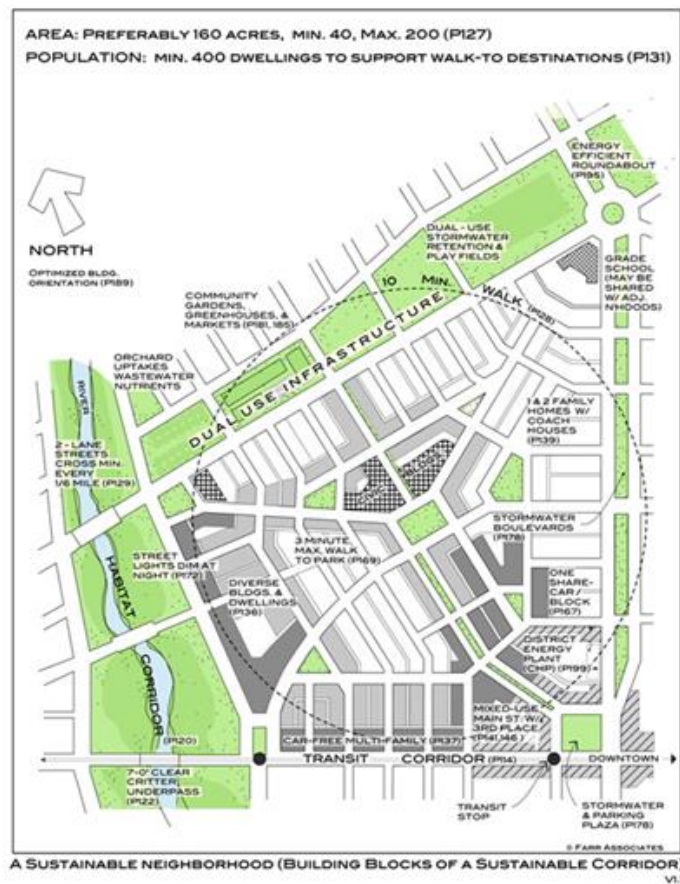 AREA: PREFERABLY 160 ACRES, MIN. 40, MAX. 200 (P127)
POPULATION: MIN. 400 DWELLINGS TO SUPPORT WALK-TO DESTINATIONS (P131)
ENERGY
EFFICIENT
ROUNDABOUT
(P195)
NORTH
OPTIMIZED BLDG.
ORIENTATION (P189)
DUAL - USE
STORMWATER
RETENTION &
PLAY FIELDS
GRADE
SCHOOL
(MAY BE
SHARED
W/ ADJ.
NHOODS)
10 MIN. WALK (P128)
COMMUNITY
GARDENS,
GREENHOUSES, &
MARKETS (P181, 185)
ORCHARD
UPTAKES
WASTEWATER
NUTRIENTS
DUAL USE INFRASTRUCTURE
RIVER
1 & 2 FAMILY
HOMES W/
COACH
HOUSES
(P139)
2 - LANE
STREETS
CROSS MIN.
EVERY
1/6 MILE (P129)
CIVIC
STORMWATER
BOULEVARDS
(P178)
3 MINUTE
MAX. WALK
TO PARK (P169)
STREET
LIGHTS DIM AT
NIGHT (P172)
DIVERSE
BLDGS. &
DWELLINGS
(P136)
ONE
SHARE-
CAR /
BLOCK
(P167)
HABITAT
CORRIDOR
(P120)
DISTRICT
ENERGY
PLANT
(CHP) (P199)
MIXED-USE
MAIN ST. W/
3RD PLACE
(P141,146)
CAR-FREE MULTI-FAMILY (P137)
TRANSIT CORRIDOR (P114)
DOWNTOWN
7'-0" CLEAR
CRITTER
UNDERPASS
(P122)
TRANSIT
STOP
STORMWATER
& PARKING
PLAZA (P178)
© FARR ASSOCIATES
A SUSTAINABLE NEIGHBORHOOD (BUILDING BLOCKS OF A SUSTAINABLE CORRIDOR)